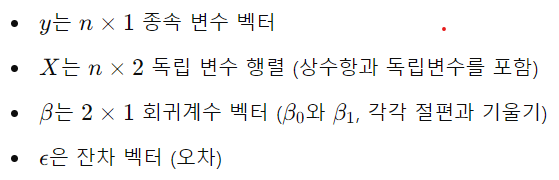 • y는 n × 1 종속 변수 벡터
• X는 n × 2 독립 변수 행렬 (상수항과 독립변수를 포함)
• β는 2 × 1 회귀계수 벡터 (β₀와 β₁, 각각 절편과 기울기)
• ϵ은 잔차 벡터 (오차)